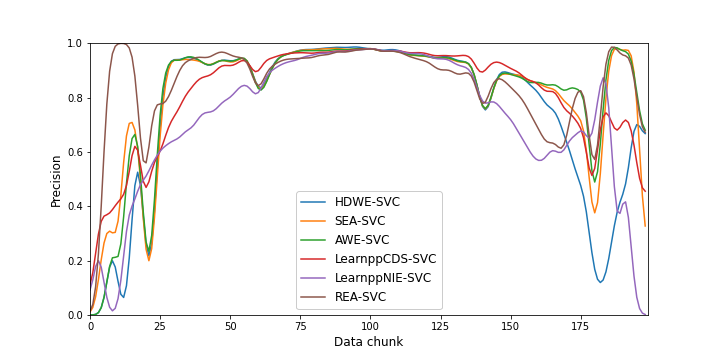 1.0
0.8
0.6
0.4
0.2
0.0
Precision
HDWE-SVC
SEA-SVC
AWE-SVC
LearnppCDS-SVC
LearnppNIE-SVC
REA-SVC
0 25 50 75 100 125 150 175
Data chunk